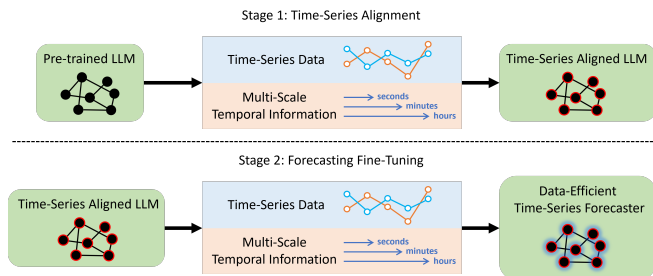 Stage 1: Time-Series Alignment
Pre-trained LLM
Time-Series Data
Multi-Scale
Temporal Information
seconds
minutes
hours
Time-Series Aligned LLM
Stage 2: Forecasting Fine-Tuning
Time-Series Aligned LLM
Time-Series Data
Multi-Scale
Temporal Information
seconds
minutes
hours
Data-Efficient
Time-Series Forecaster